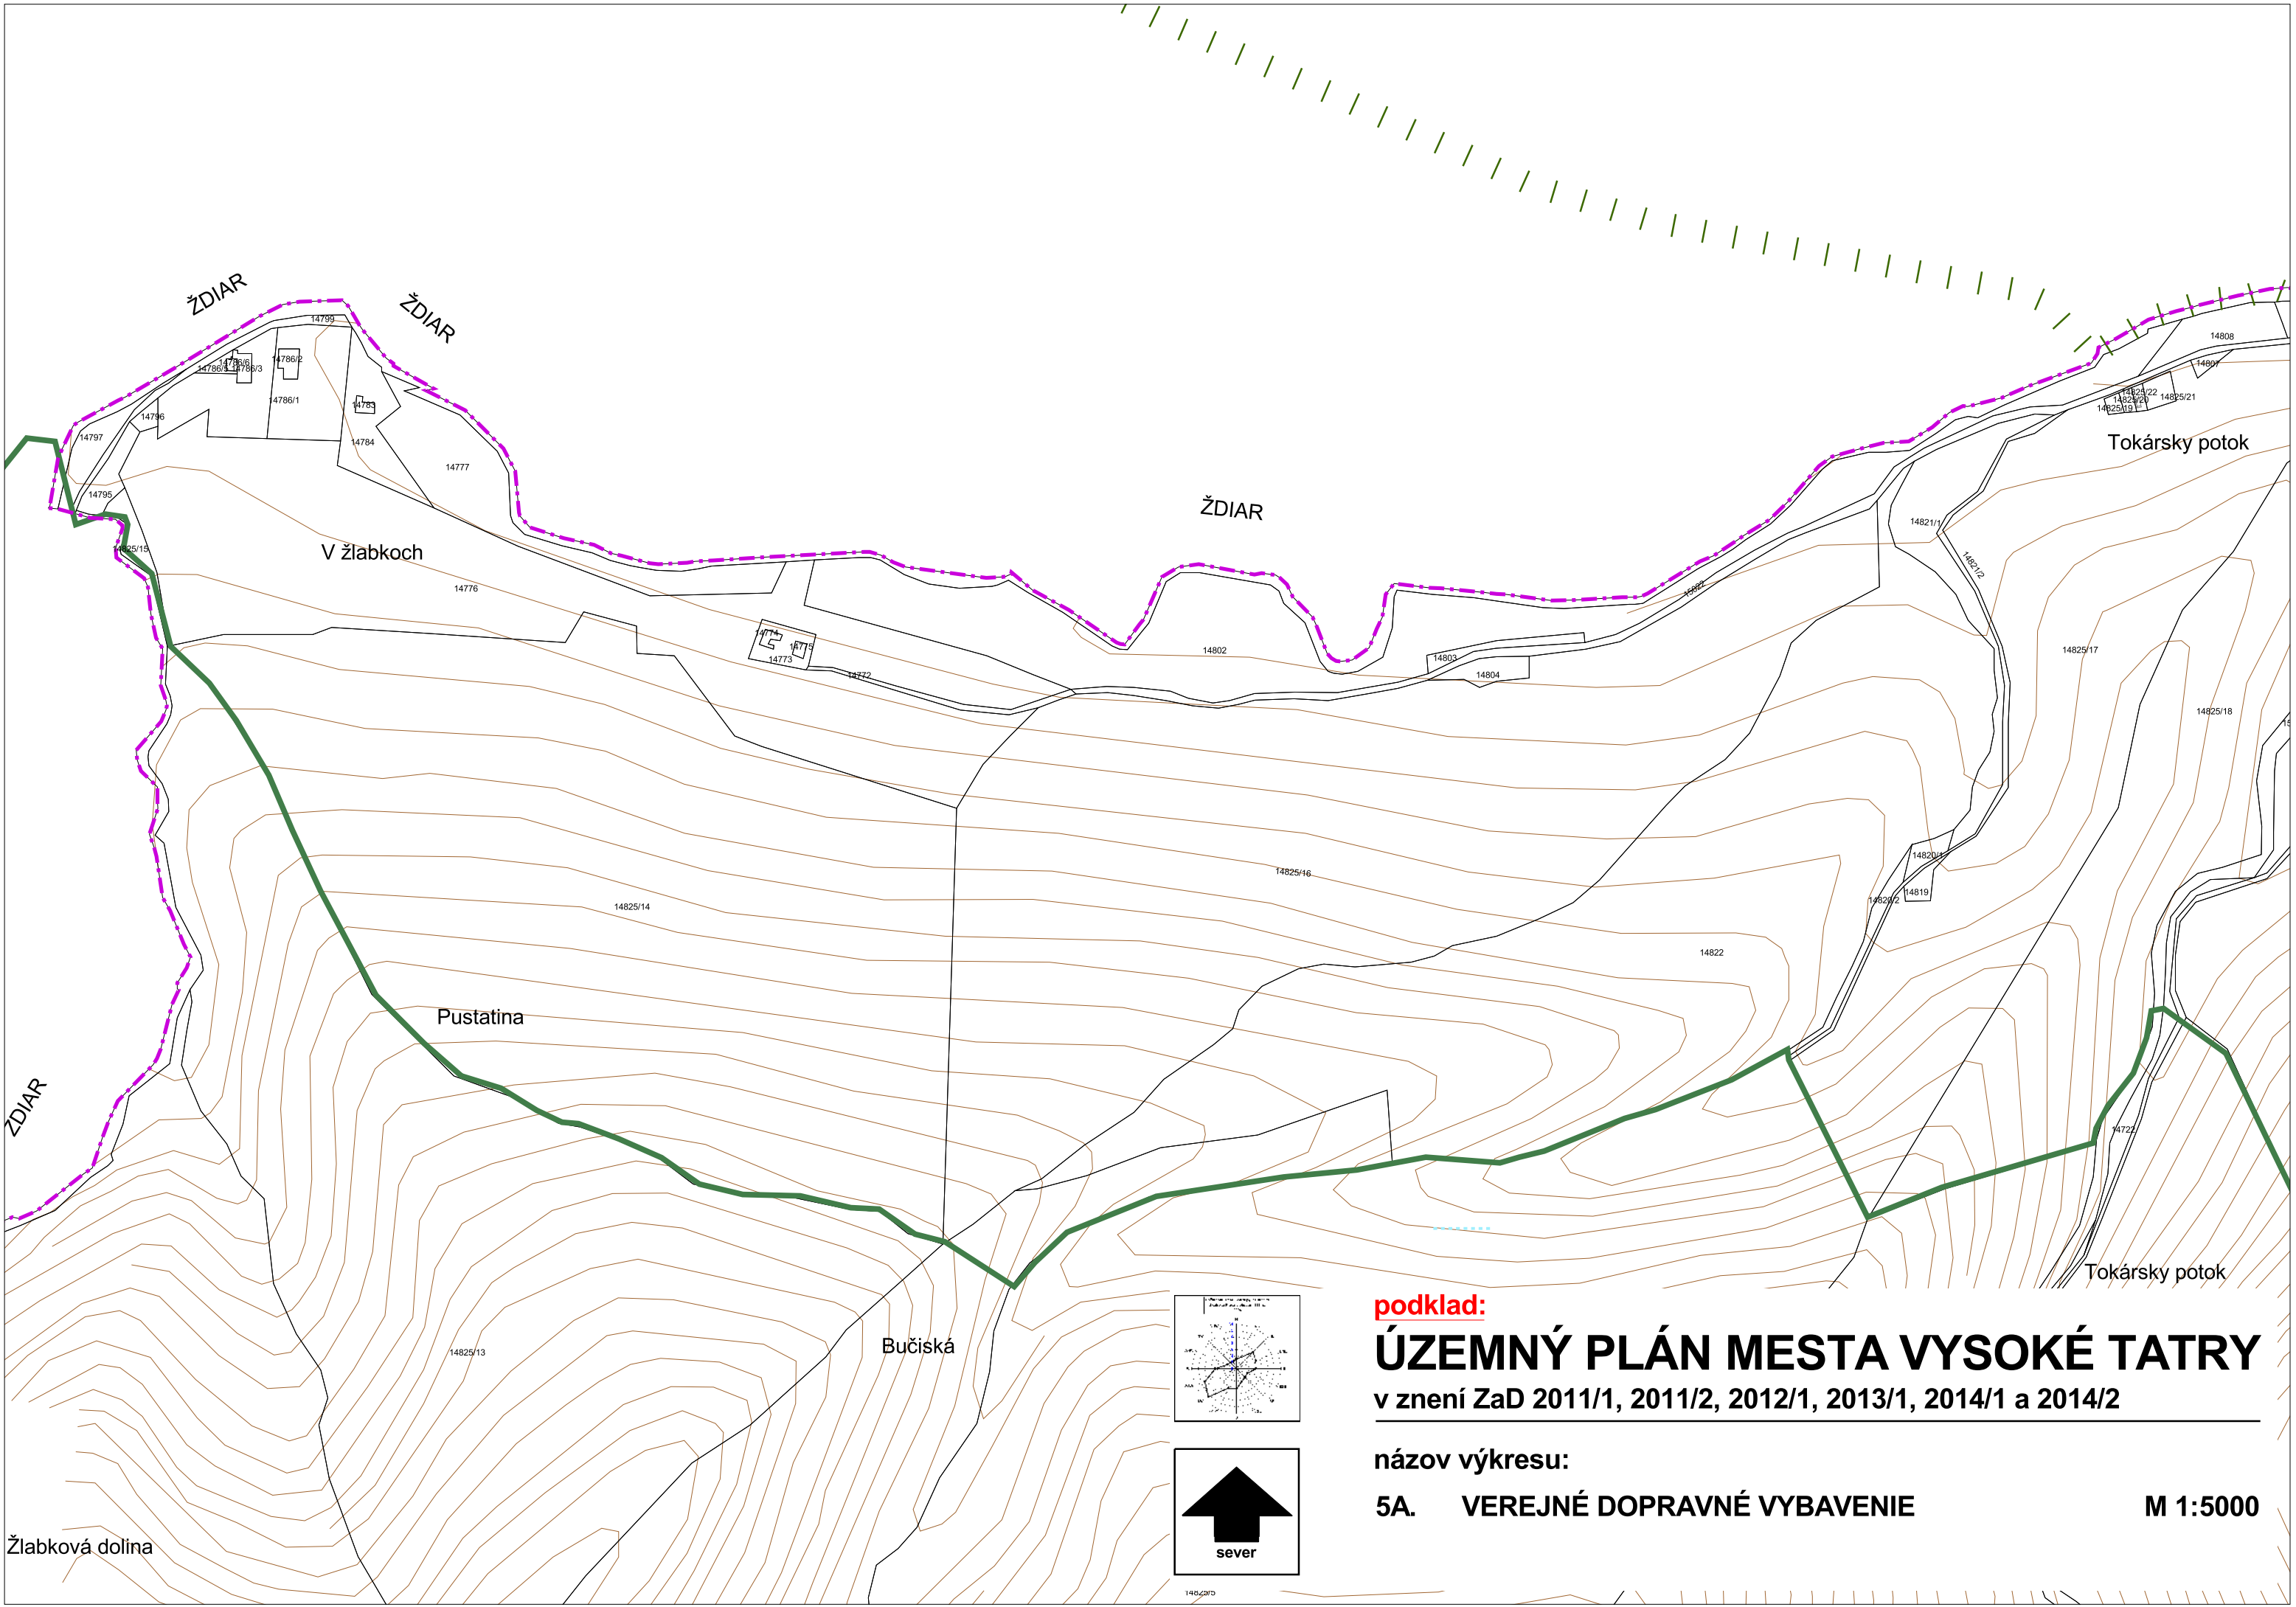 ŽDIAR
ŽDIAR
14799
14786/6
14786/2
14786/5
14786/3
14786/1
14783
14796
14797
14784
14777
14795
14825/15
V žlabkoch
14776
ŽDIAR
14808
14807
14825/22
14825/20
14825/21
14825/19
Tokársky potok
14821/1
14821/2
15022
14774
14775
14773
14772
14802
14803
14804
14825/17
14825/18
14820/1
14819
14820/2
14825/16
14825/14
14822
Pustatina
ŽDIAR
14722
Tokársky potok
Bučiská
14825/13
Žlabková dolina
14825/5
podklad:
ÚZEMNÝ PLÁN MESTA VYSOKÉ TATRY
v znení ZaD 2011/1, 2011/2, 2012/1, 2013/1, 2014/1 a 2014/2
názov výkresu:
5A. VEREJNÉ DOPRAVNÉ VYBAVENIE M 1:5000
sever